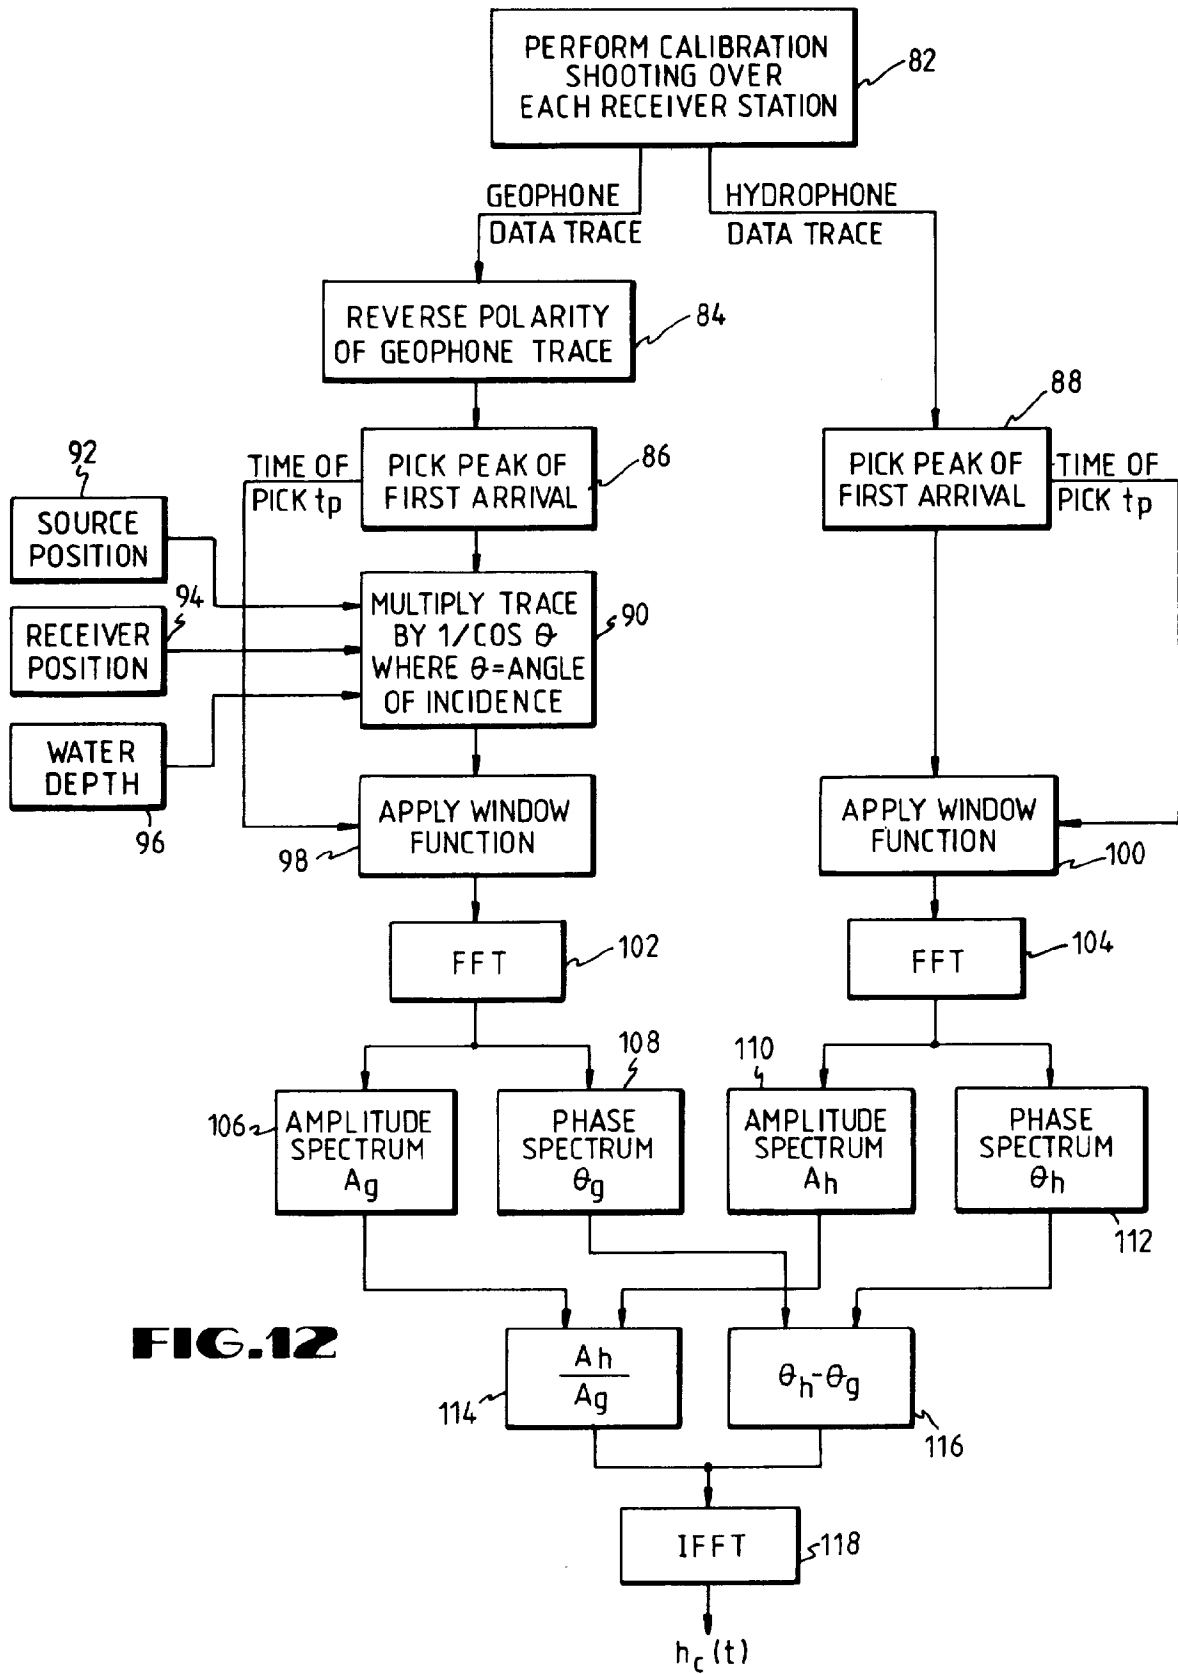 PERFORM CALIBRATION
SHOOTING OVER
EACH RECEIVER STATION
82
GEOPHONE
DATA TRACE
HYDROPHONE
DATA TRACE
REVERSE POLARITY
OF GEOPHONE TRACE
84
88
92
TIME OF
PICK tp
PICK PEAK OF
FIRST ARRIVAL
86
PICK PEAK OF
FIRST ARRIVAL
TIME OF
PICK tp
SOURCE
POSITION
94
RECEIVER
POSITION
MULTIPLY TRACE
BY 1/COS θ
WHERE θ=ANGLE
OF INCIDENCE
90
WATER
DEPTH
96
APPLY WINDOW
FUNCTION
98
APPLY WINDOW
FUNCTION
100
FFT
102
FFT
104
108
110
106
AMPLITUDE
SPECTRUM
Ag
PHASE
SPECTRUM
θg
AMPLITUDE
SPECTRUM
Ah
PHASE
SPECTRUM
θh
112
FIG.12
Ah
Ag
114
θh-θg
116
IFFT
118
hc(t)